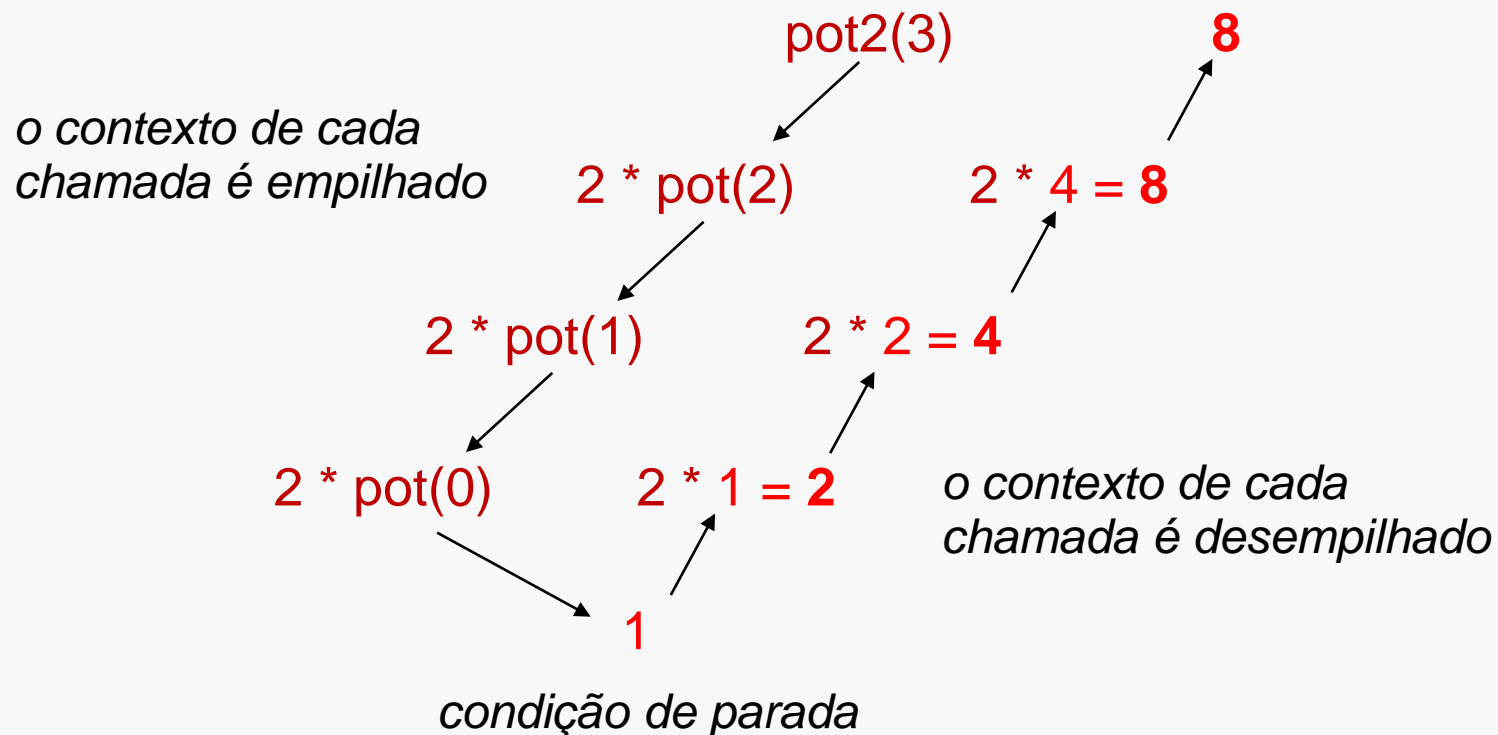 pot2(3)
8
o contexto de cada
chamada é empilhado
2 * pot(2)
2 * 4 = 8
2 * pot(1)
2 * 2 = 4
2 * pot(0)
2 * 1 = 2
o contexto de cada
chamada é desempilhado
1
condição de parada